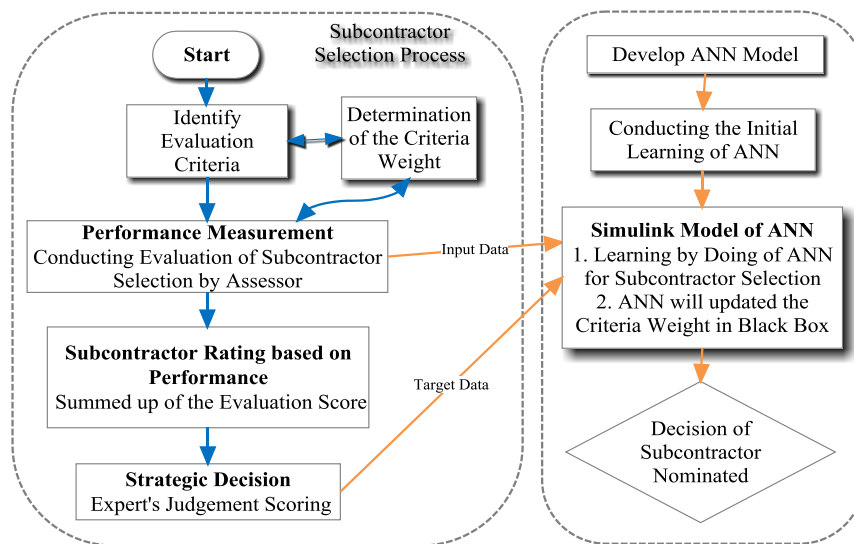 Subcontractor
Selection Process
Start
Identify
Evaluation
Criteria
Determination
of the Criteria
Weight
Performance Measurement
Conducting Evaluation of Subcontractor
Selection by Assessor
Subcontractor Rating based on
Performance
Summed up of the Evaluation Score
Strategic Decision
Expert's Judgement Scoring
Input Data
Target Data
Develop ANN Model
Conducting the Initial
Learning of ANN
Simulink Model of ANN
1. Learning by Doing of ANN
for Subcontractor Selection
2. ANN will updated the
Criteria Weight in Black Box
Decision of
Subcontractor
Nominated